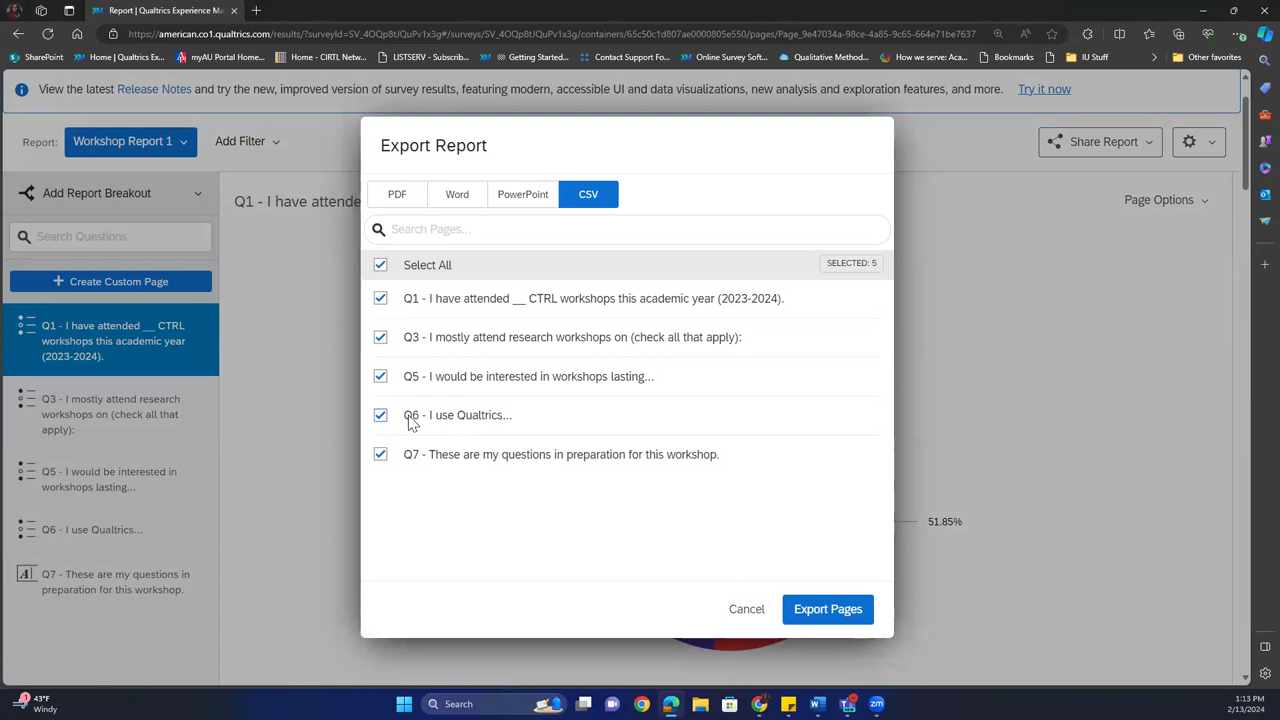 Report | Qualtrics Experience Ma
https://american.co1.qualtrics.com/results/?surveyId=SV_4OQp8tJQuPv1x3g#/surveys/SV_4OQp8tJQuPv1x3g/containers/65c50c1d807ae0000805e550/pages/Page_9e47034a-98ce-4a85-9c65-664e71be7637
SharePoint
Home | Qualtrics Ex...
myAU Portal Home...
Home - CIRTL Netw...
LISTSERV - Subscrib...
Getting Started...
Contact Support Fo...
Online Survey Soft...
Qualitative Method...
How we serve: Aca...
Bookmarks
IU Stuff
Other favorites
View the latest Release Notes and try the new, improved version of survey results, featuring modern, accessible UI and data visualizations, new analysis and exploration features, and more. Try it now
Report: Workshop Report 1
Add Filter
Share Report
Add Report Breakout
Search Questions
+ Create Custom Page
Q1 - I have attended __ CTRL
workshops this academic year
(2023-2024).
Q3 - I mostly attend research
workshops on (check all that
apply):
Q5 - I would be interested in
workshops lasting...
Q6 - I use Qualtrics...
Q7 - These are my questions in
preparation for this workshop.
Q1 - I have attende
Page Options
51.85%
Export Report
PDF
Word
PowerPoint
CSV
Search Pages...
Select All
SELECTED: 5
Q1 - I have attended __ CTRL workshops this academic year (2023-2024).
Q3 - I mostly attend research workshops on (check all that apply):
Q5 - I would be interested in workshops lasting...
Q6 - I use Qualtrics...
Q7 - These are my questions in preparation for this workshop.
Cancel
Export Pages
1
43°F
Windy
Search
1:13 PM
2/13/2024